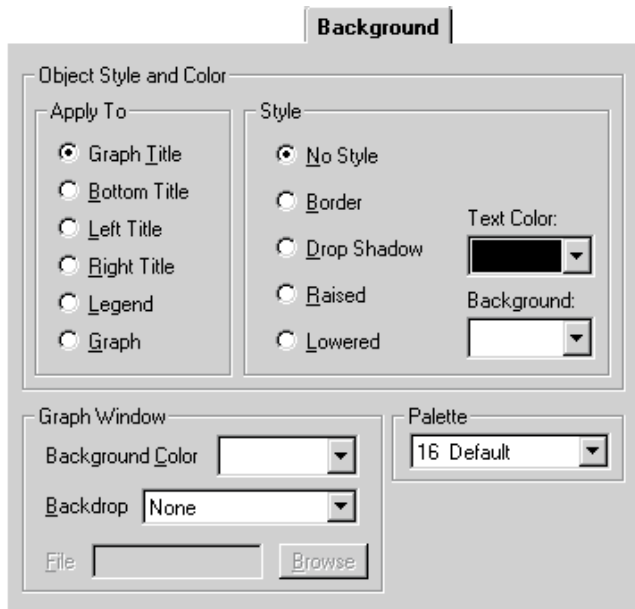 Background
Object Style and Color
Apply To
Graph Title
Bottom Title
Left Title
Right Title
Legend
Graph
Style
No Style
Border
Drop Shadow
Raised
Lowered
Text Color:
Background:
Graph Window
Background Color
Backdrop None
File Browse
Palette
16 Default